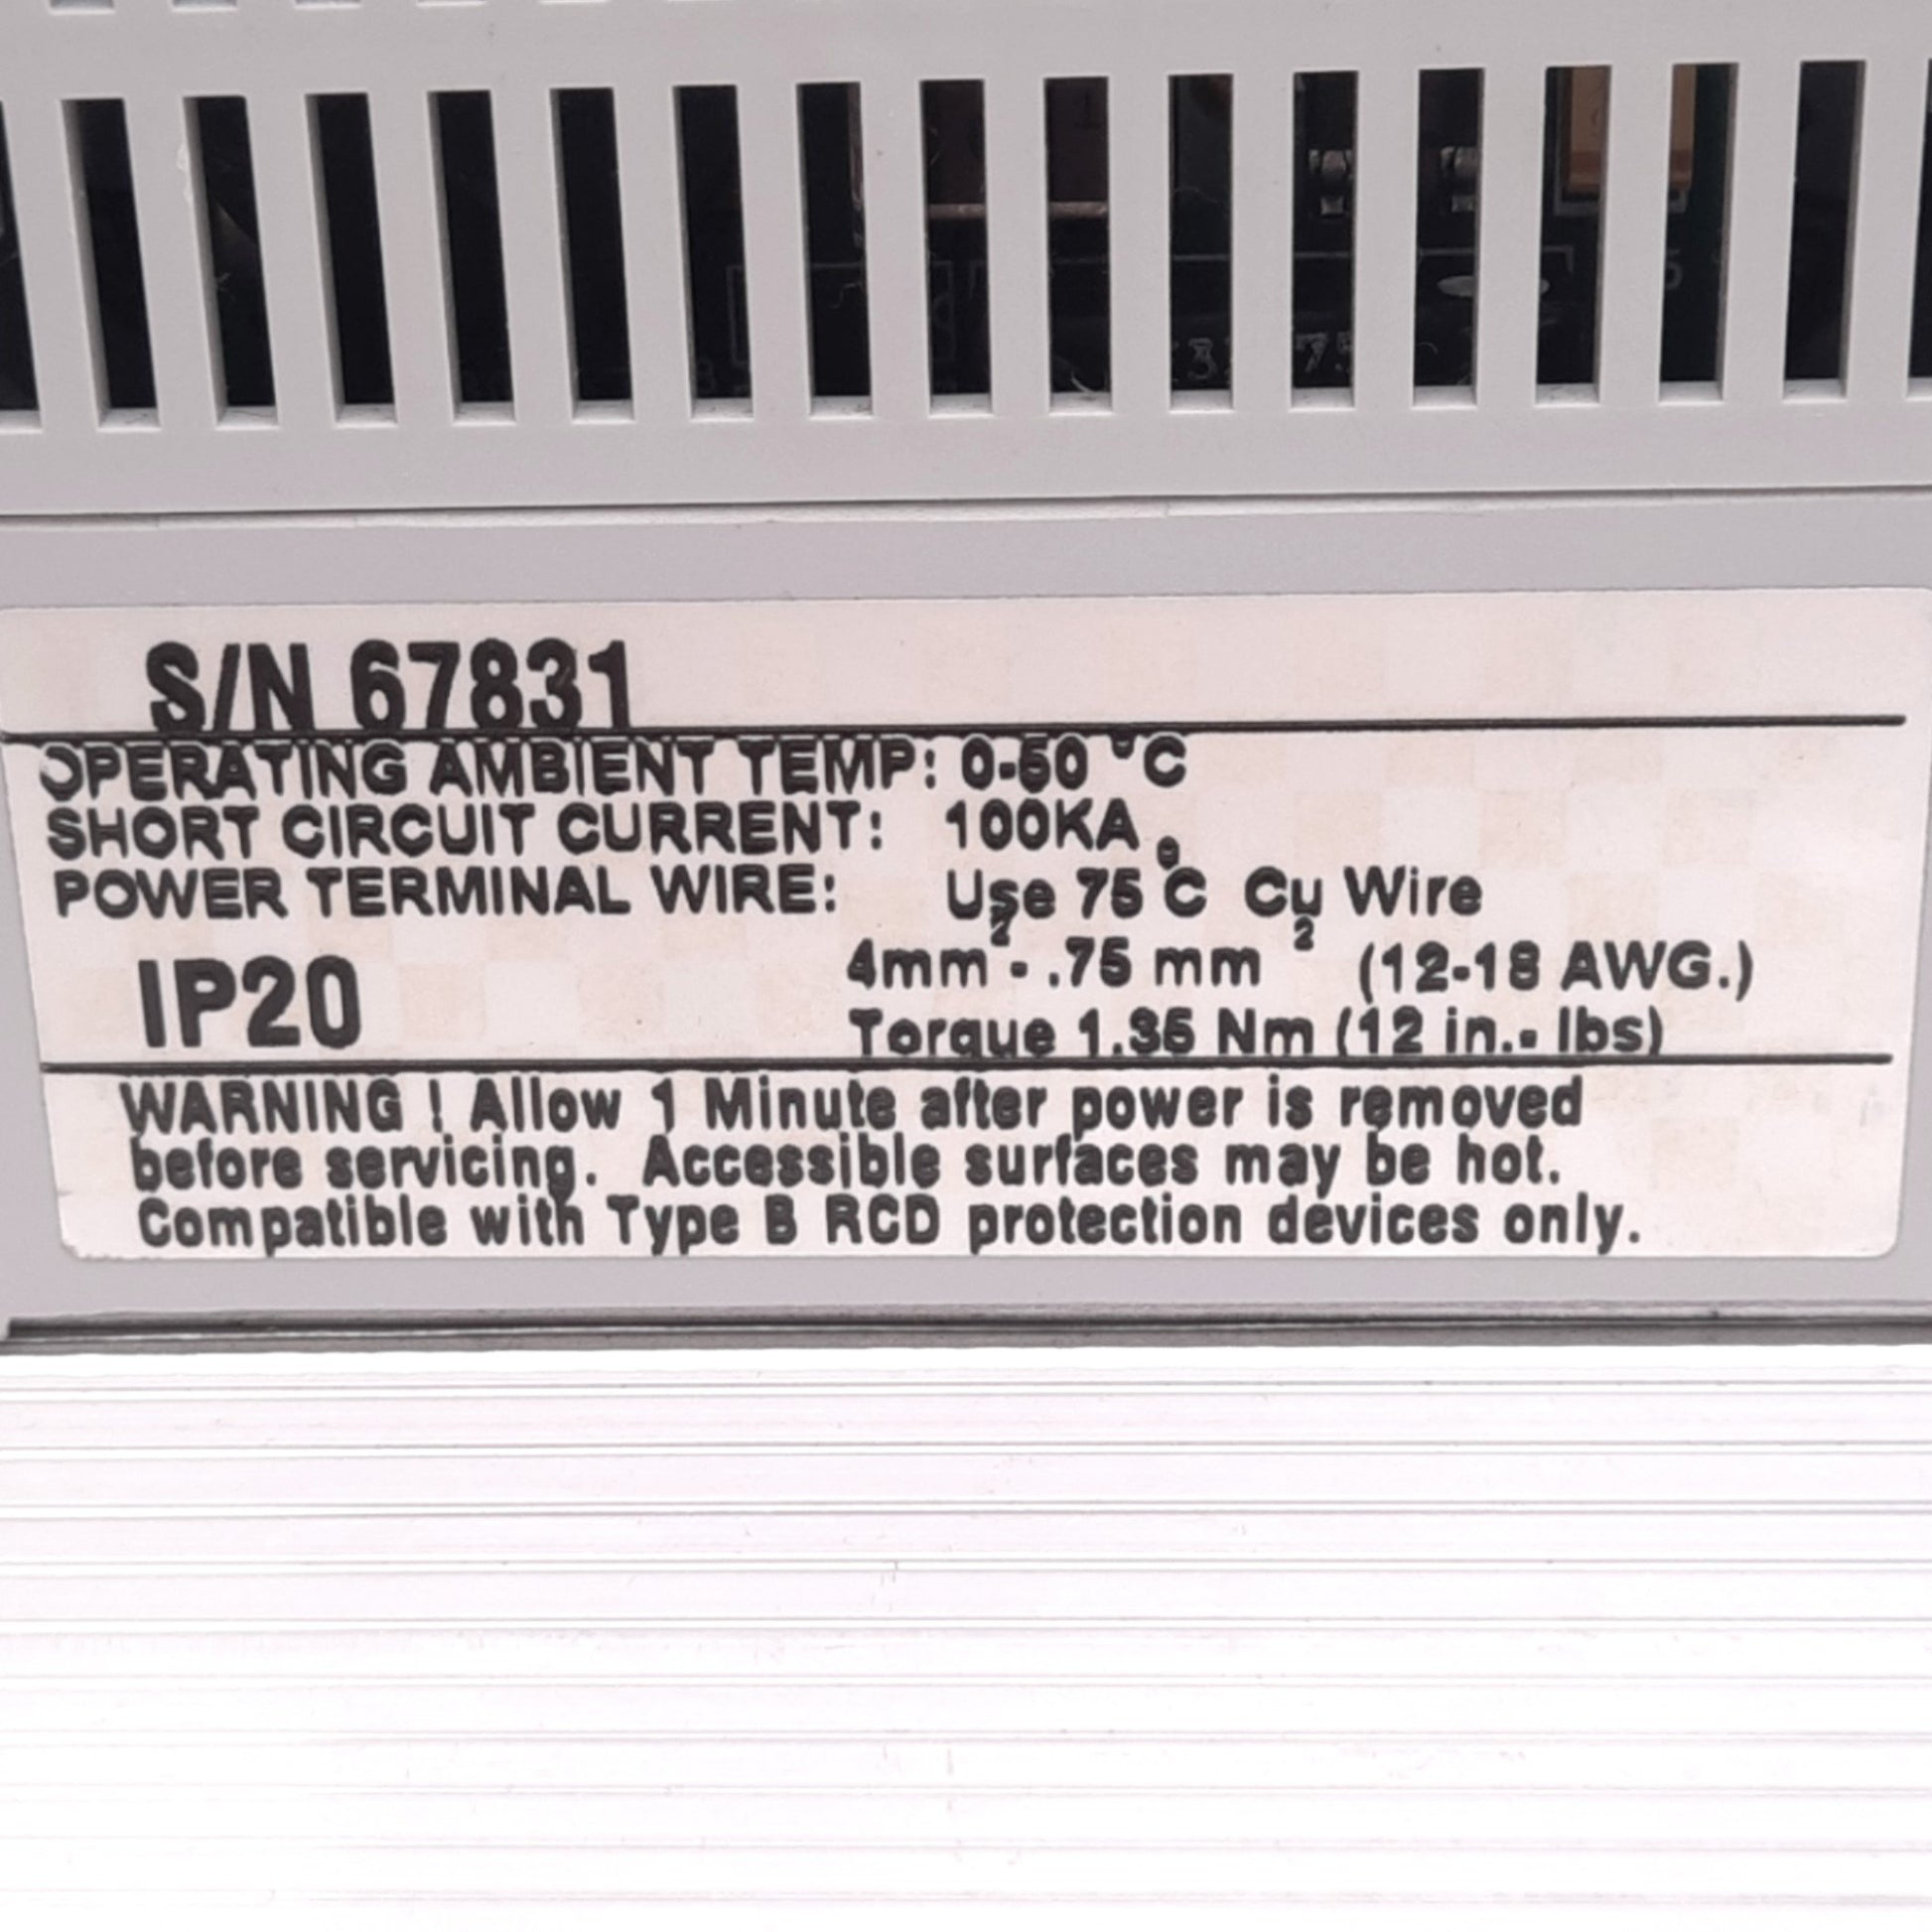 S/N 67831
OPERATING AMBIENT TEMP: 0-50 °C
SHORT CIRCUIT CURRENT: 100KA
POWER TERMINAL WIRE: Use 75°C Cu Wire
4mm² - .75 mm² (12-18 AWG.)
IP20
Torque 1.35 Nm (12 in.- lbs)
WARNING ! Allow 1 Minute after power is removed
before servicing. Accessible surfaces may be hot.
Compatible with Type B RCD protection devices only.